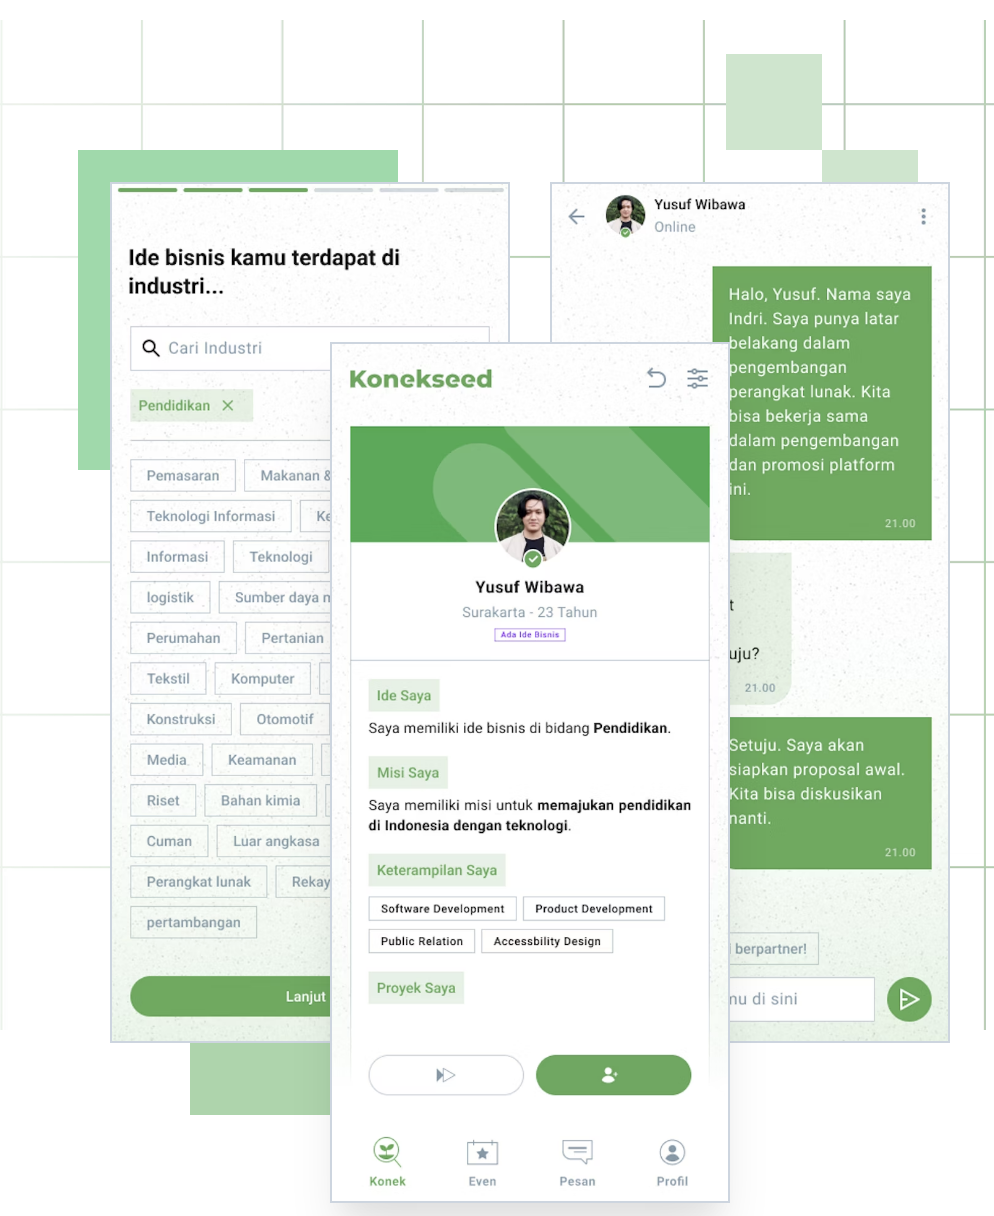 Ide bisnis kamu terdapat di
industri...
Cari Industri
Pendidikan
Pemasaran
Makanan &
Teknologi Informasi
Informasi
Teknologi
logistik
Sumber daya
Perumahan
Pertanian
Tekstil
Komputer
Konstruksi
Otomotif
Media
Keamanan
Riset
Bahan kimia
Cuman
Luar angkasa
Perangkat lunak
pertambangan
Lanjut
Konekseed
Yusuf Wibawa
Surakarta - 23 Tahun
Ada Ide Bisnis
Ide Saya
Saya memiliki ide bisnis di bidang Pendidikan.
Misi Saya
Saya memiliki misi untuk memajukan pendidikan
di Indonesia dengan teknologi.
Keterampilan Saya
Software Development
Product Development
Public Relation
Accessbility Design
Proyek Saya
Konek
Even
Pesan
Profil
Yusuf Wibawa
Online
Halo, Yusuf. Nama saya
Indri. Saya punya latar
belakang dalam
pengembangan
perangkat lunak. Kita
bisa bekerja sama
dalam pengembangan
dan promosi platform
ini.
21.00
uju?
21.00
Setuju. Saya akan
siapkan proposal awal.
Kita bisa diskusikan
nanti.
21.00
berpartner!
mu di sini